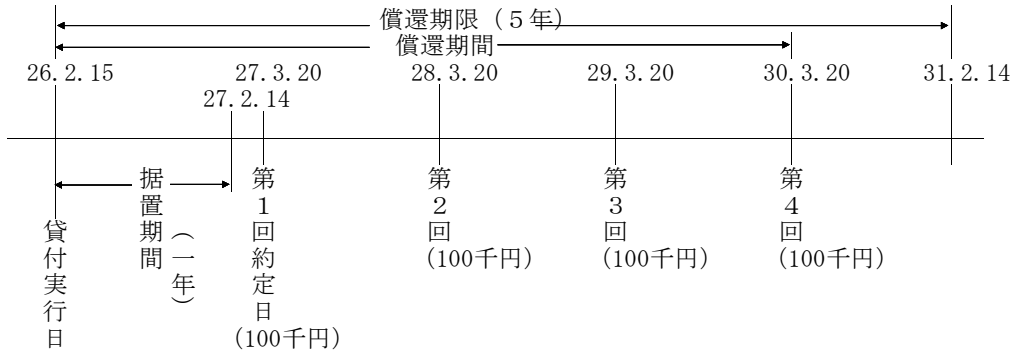 償還期限（５年）
償還期間
26.2.15
27.3.20
28.3.20
29.3.20
30.3.20
31.2.14
27.2.14
貸付実行日
据置期間
（一年）
第１回約定日
(100千円)
第２回
(100千円)
第３回
(100千円)
第４回
(100千円)